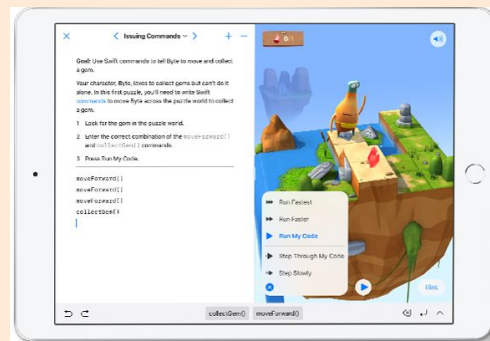 Issuing Commands
Goal: Use Swift commands to tell Byte to move and collect
a gem.
Your character, Byte, loves to collect gems but can't do it
alone. In this first puzzle, you'll need to write Swift
commands to move Byte across the puzzle world to collect
a gem.
1 Look for the gem in the puzzle world.
2 Enter the correct combination of the moveForward()
and collectGem() commands.
3 Press Run My Code.
moveForward()
moveForward()
moveForward()
collectGem()
Run Fastest
Run Faster
Run My Code
Step Through My Code
Step Slowly
Hint
collectGem() moveForward()